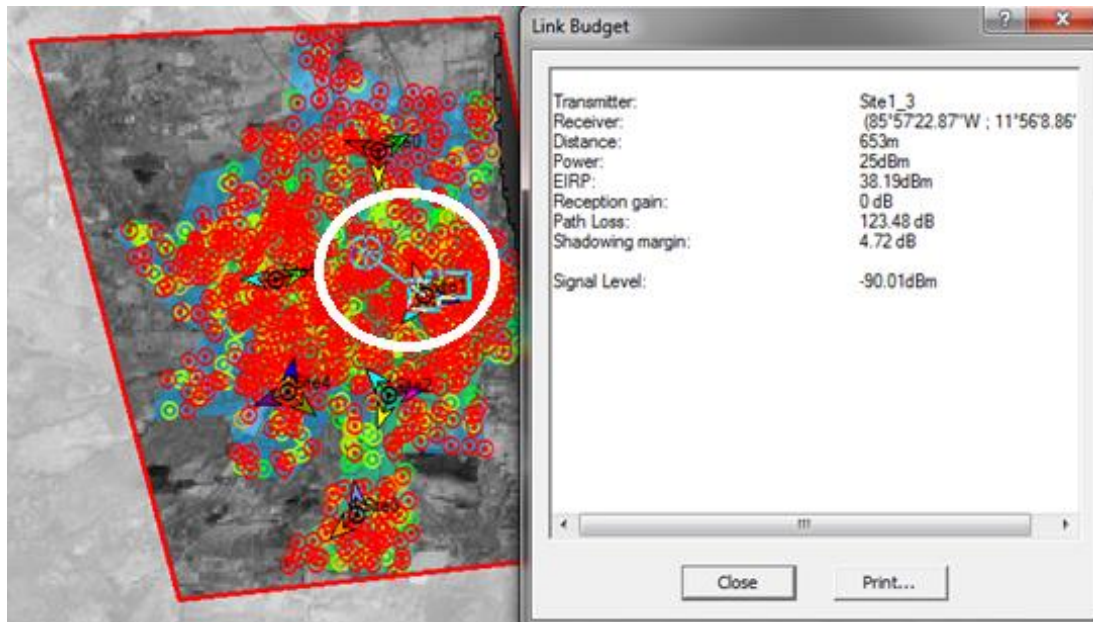 Link Budget
Transmitter: Site1_3
Receiver: (85°57'22.87"W ; 11°56'8.86'
Distance: 653m
Power: 25dBm
EIRP: 38.19dBm
Reception gain: 0 dB
Path Loss: 123.48 dB
Shadowing margin: 4.72 dB
Signal Level: -90.01dBm
Close Print...